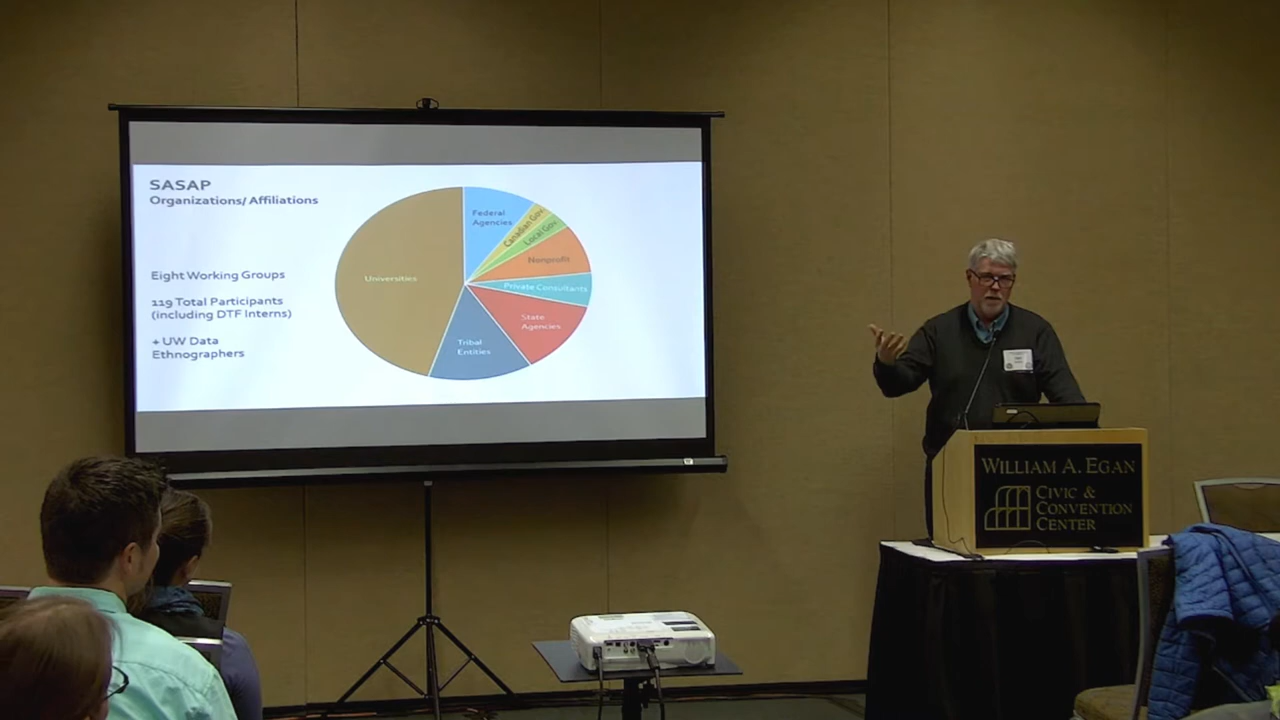 SASAP
Organizations/ Affiliations
Eight Working Groups
119 Total Participants
(including DTF Interns)
+ UW Data
Ethnographers
Federal
Agencies
Canadian Gov
Local Gov
Nonprofit
Private Consultants
State
Agencies
Tribal
Entities
Universities
WILLIAM A. EGAN
CIVIC &
CONVENTION
CENTER